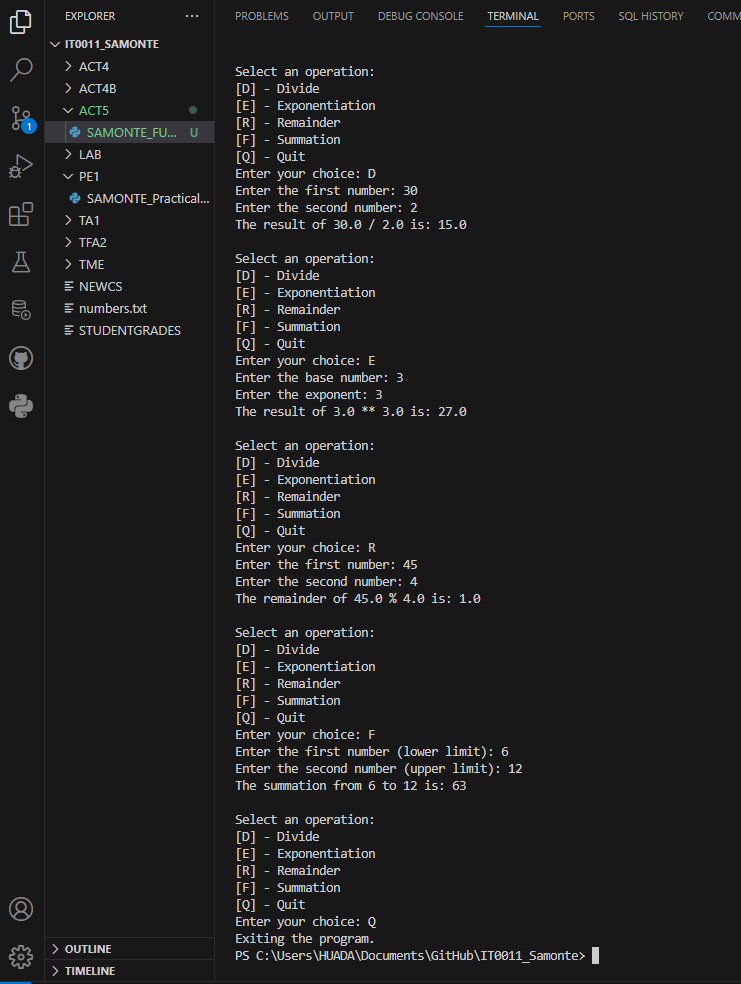 EXPLORER
IT0011_SAMONTE
ACT4
ACT4B
ACT5
SAMONTE_FU... U
LAB
PE1
SAMONTE_Practical...
TA1
TFA2
TME
NEWCS
numbers.txt
STUDENTGRADES
OUTLINE
TIMELINE
1
PROBLEMS OUTPUT DEBUG CONSOLE TERMINAL PORTS SQL HISTORY COMM
Select an operation:
[D] - Divide
[E] - Exponentiation
[R] - Remainder
[F] - Summation
[Q] - Quit
Enter your choice: D
Enter the first number: 30
Enter the second number: 2
The result of 30.0 / 2.0 is: 15.0
Select an operation:
[D] - Divide
[E] - Exponentiation
[R] - Remainder
[F] - Summation
[Q] - Quit
Enter your choice: E
Enter the base number: 3
Enter the exponent: 3
The result of 3.0 ** 3.0 is: 27.0
Select an operation:
[D] - Divide
[E] - Exponentiation
[R] - Remainder
[F] - Summation
[Q] - Quit
Enter your choice: R
Enter the first number: 45
Enter the second number: 4
The remainder of 45.0 % 4.0 is: 1.0
Select an operation:
[D] - Divide
[E] - Exponentiation
[R] - Remainder
[F] - Summation
[Q] - Quit
Enter your choice: F
Enter the first number (lower limit): 6
Enter the second number (upper limit): 12
The summation from 6 to 12 is: 63
Select an operation:
[D] - Divide
[E] - Exponentiation
[R] - Remainder
[F] - Summation
[Q] - Quit
Enter your choice: Q
Exiting the program.
PS C:\Users\HUADA\Documents\GitHub\IT0011_Samonte>